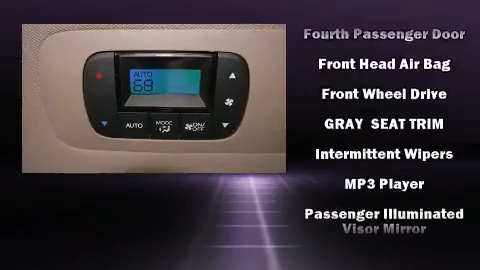 Fourth Passenger Door
Front Head Air Bag
Front Wheel Drive
GRAY SEAT TRIM
Intermittent Wipers
MP3 Player
Passenger Illuminated
Visor Mirror
AUTO
68
AUTO
MODE
ON/
OFF